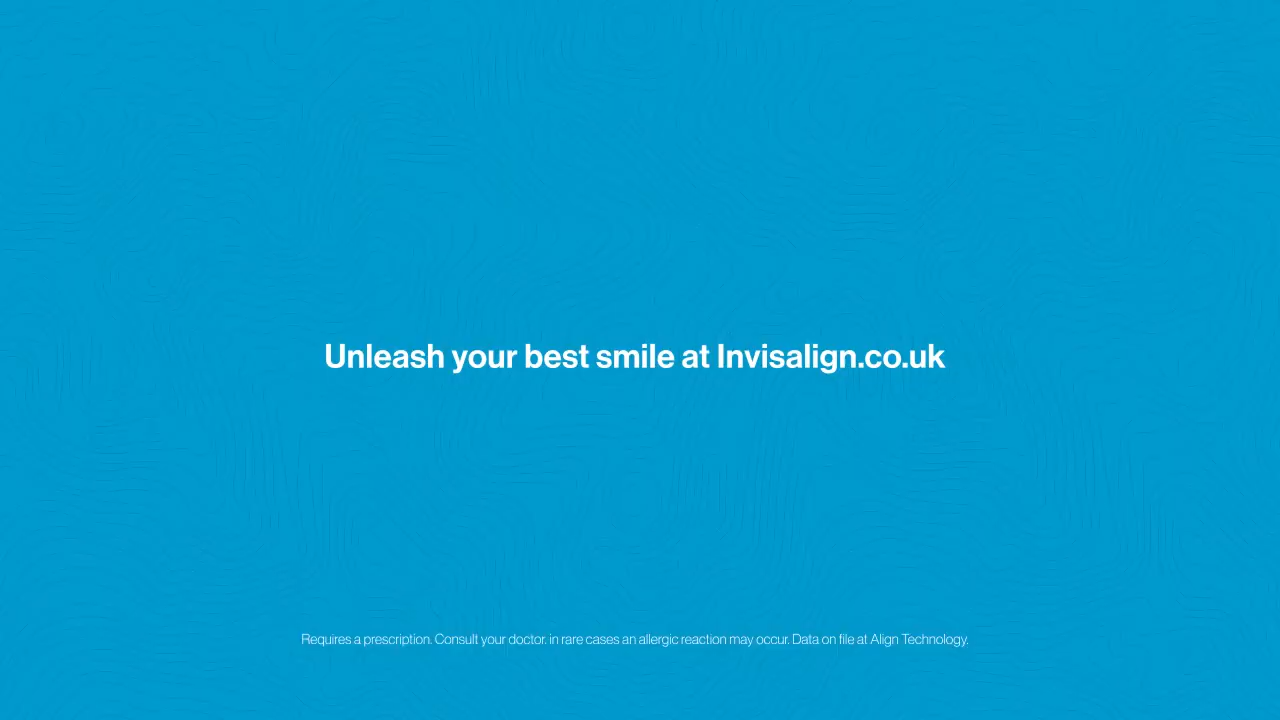 Unleash your best smile at Invisalign.co.uk
Requires a prescription. Consult your doctor. in rare cases an allergic reaction may occur. Data on file at Align Technology.